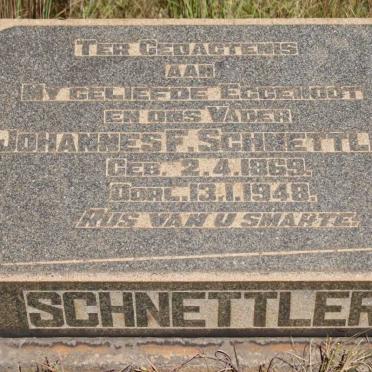 TER GEDAGTENIS
AAN
MY GELIEFDE EGGENOOT
EN ONS VADER
JOHANNES F. SCHNETTL
GEB. 2.4.1869.
OORL. 13.1.1948.
RUS VAN U SMARTE.
SCHNETTLER